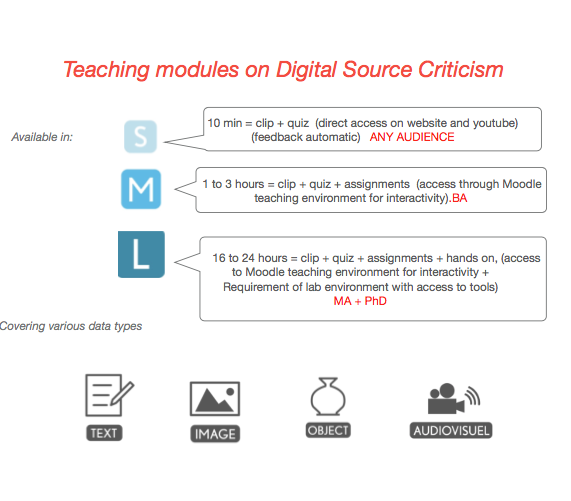 Teaching modules on Digital Source Criticism
Available in:
S
10 min = clip + quiz (direct access on website and youtube)
(feedback automatic) ANY AUDIENCE
M
1 to 3 hours = clip + quiz + assignments (access through Moodle
teaching environment for interactivity).BA
L
16 to 24 hours = clip + quiz + assignments + hands on, (access
to Moodle teaching environment for interactivity +
Requirement of lab environment with access to tools)
MA + PhD
Covering various data types
TEXT
IMAGE
OBJECT
AUDIOVISUEL